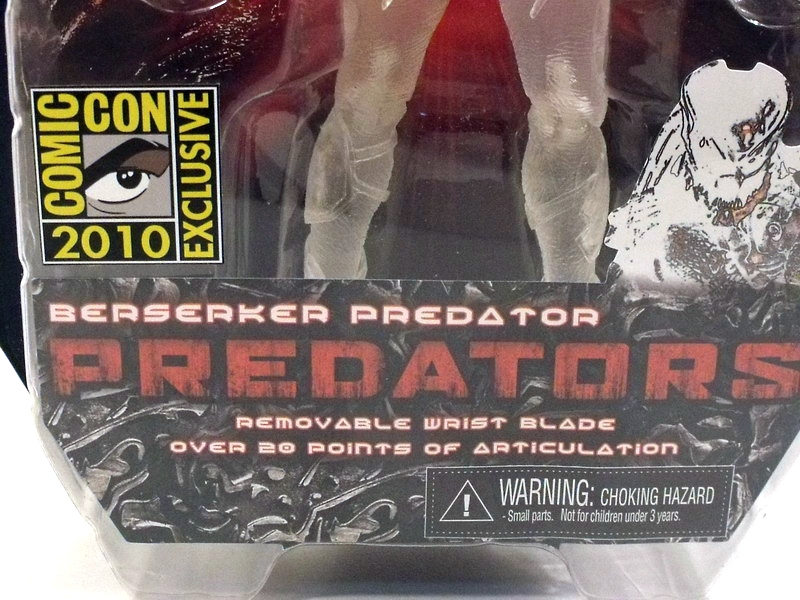 COMIC CON EXCLUSIVE
2010
BERSERKER PREDATOR
PREDATORS
REMOVABLE WRIST BLADE
OVER 20 POINTS OF ARTICULATION
! WARNING: CHOKING HAZARD
- Small parts. Not for children under 3 years.